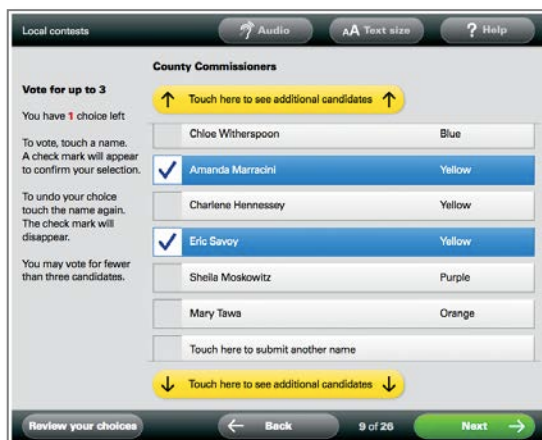 Local contests
Audio
AA Text size
? Help
County Commissioners
Vote for up to 3
You have 1 choice left
To vote, touch a name.
A check mark will appear
to confirm your selection.
To undo your choice
touch the name again.
The check mark will
disappear.
You may vote for fewer
than three candidates.
↑ Touch here to see additional candidates ↑
Chloe Witherspoon Blue
Amanda Marracini Yellow
Charlene Hennessey Yellow
Eric Savoy Yellow
Sheila Moskowitz Purple
Mary Tawa Orange
Touch here to submit another name
↓ Touch here to see additional candidates ↓
Review your choices
← Back
9 of 26
Next →